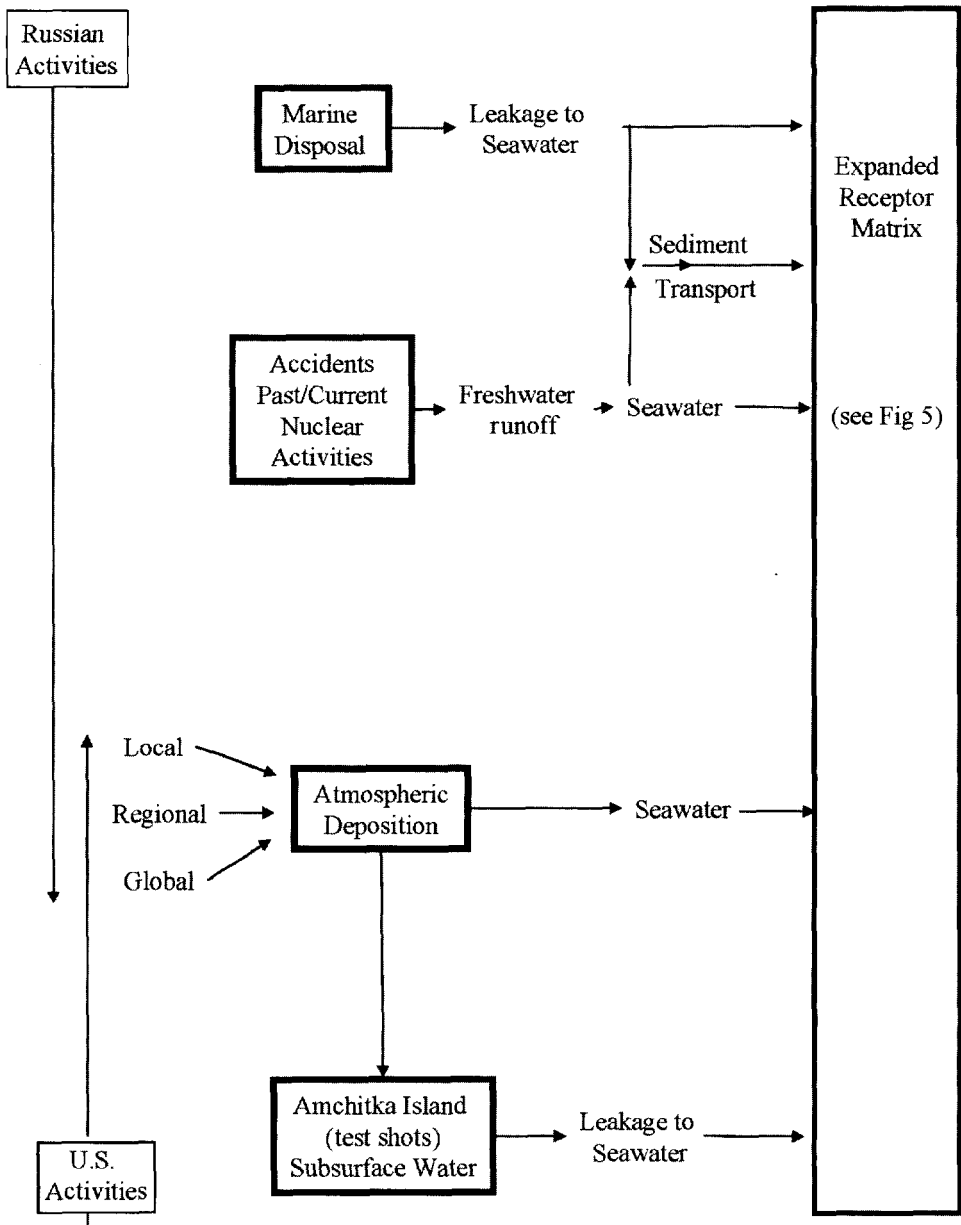 Russian
Activities
Marine
Disposal
Leakage to
Seawater
Expanded
Receptor
Matrix
Sediment
Transport
Accidents
Past/Current
Nuclear
Activities
Freshwater
runoff
Seawater
(see Fig 5)
Local
Regional
Global
Atmospheric
Deposition
Seawater
Amchitka Island
(test shots)
Subsurface Water
Leakage to
Seawater
U.S.
Activities